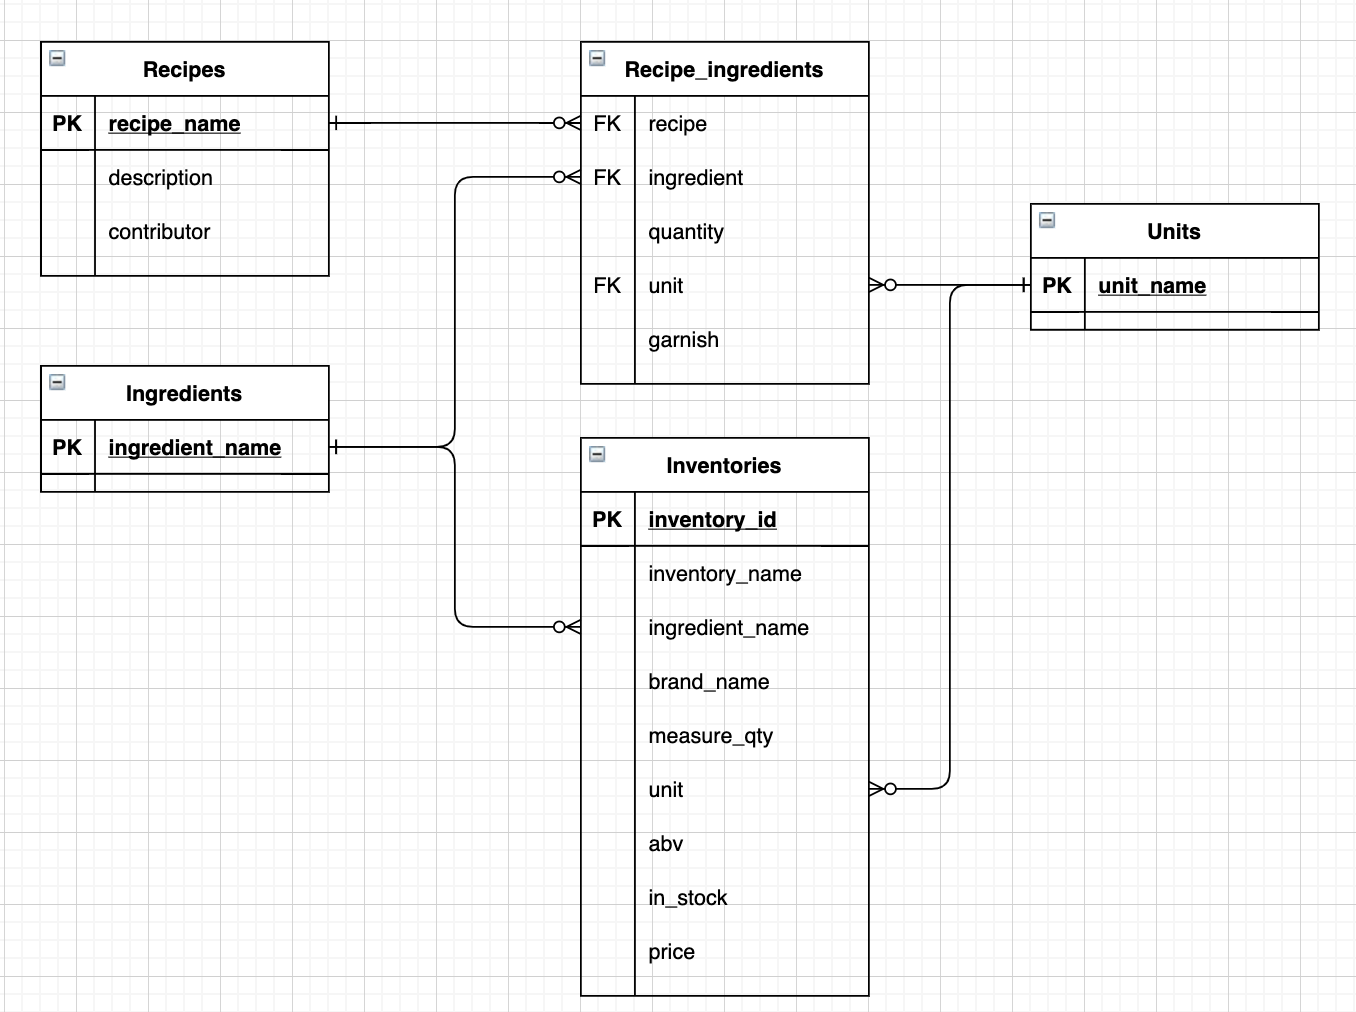 Recipes
PK recipe_name
description
contributor
Ingredients
PK ingredient_name
Recipe_ingredients
FK recipe
FK ingredient
quantity
FK unit
garnish
Inventories
PK inventory_id
inventory_name
ingredient_name
brand_name
measure_qty
unit
abv
in_stock
price
Units
PK unit_name